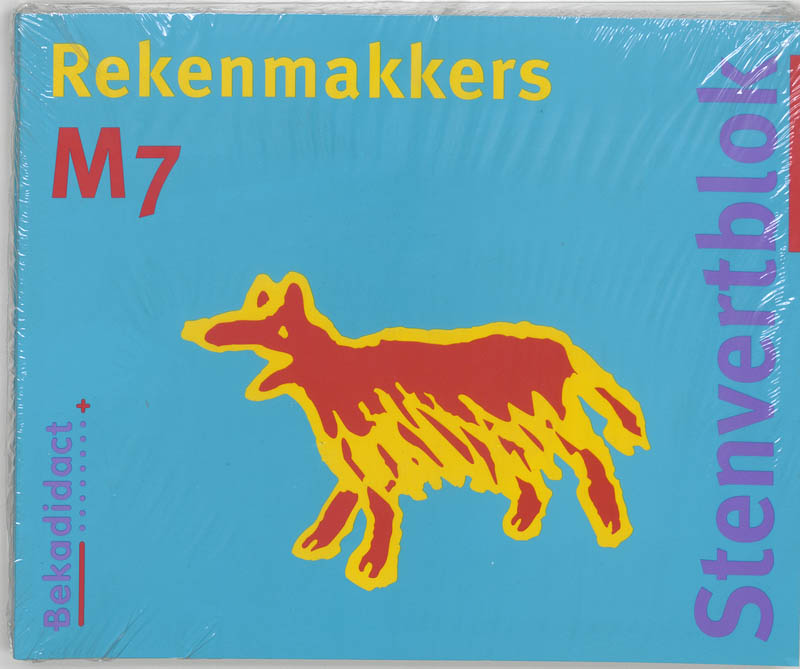 Rekenmakkers
M7
Stenvertblok
Bekadidact